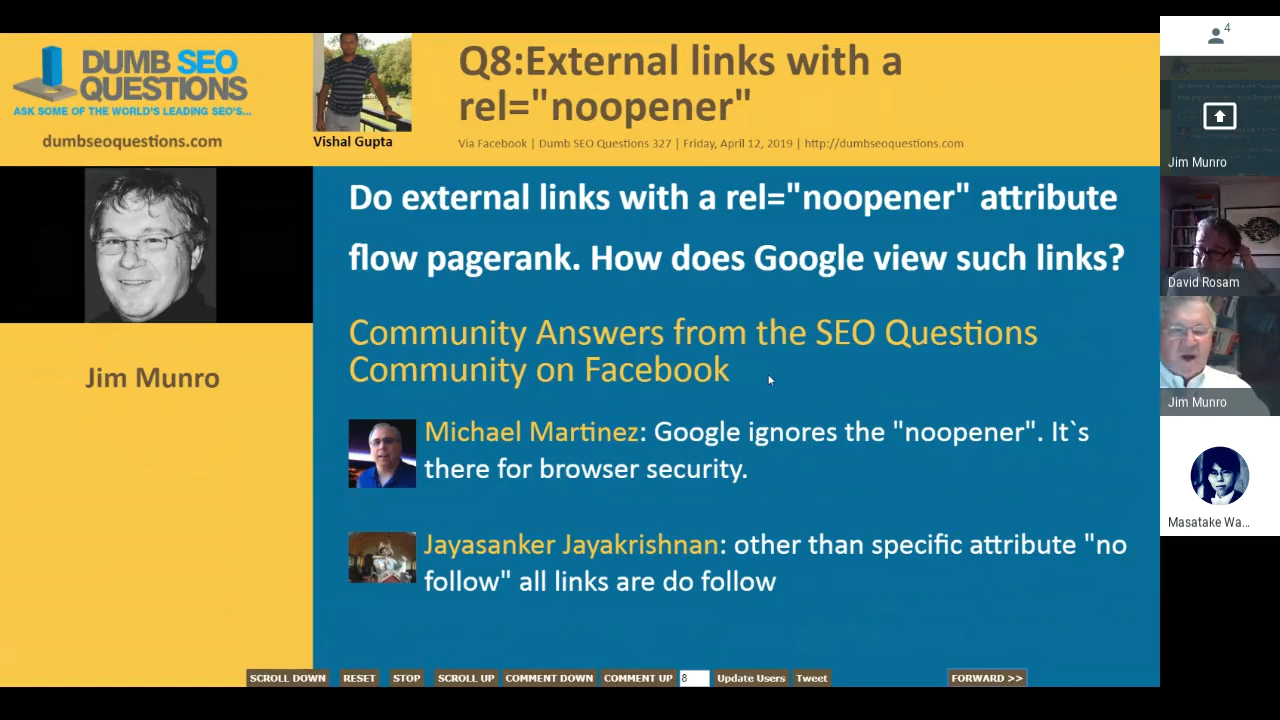 DUMB SEO
QUESTIONS
ASK SOME OF THE WORLD'S LEADING SEO'S...
dumbseoquestions.com
Vishal Gupta
Q8:External links with a
rel="noopener"
Via Facebook | Dumb SEO Questions 327 | Friday, April 12, 2019 | http://dumbseoquestions.com
Jim Munro
Do external links with a rel="noopener" attribute
flow pagerank. How does Google view such links?
Community Answers from the SEO Questions
Community on Facebook
Michael Martinez: Google ignores the "noopener". It`s
there for browser security.
Jayasanker Jayakrishnan: other than specific attribute "no
follow" all links are do follow
SCROLL DOWN RESET STOP SCROLL UP COMMENT DOWN COMMENT UP 8 Update Users Tweet FORWARD >>
4
Jim Munro
David Rosam
Jim Munro
Masatake Wa...